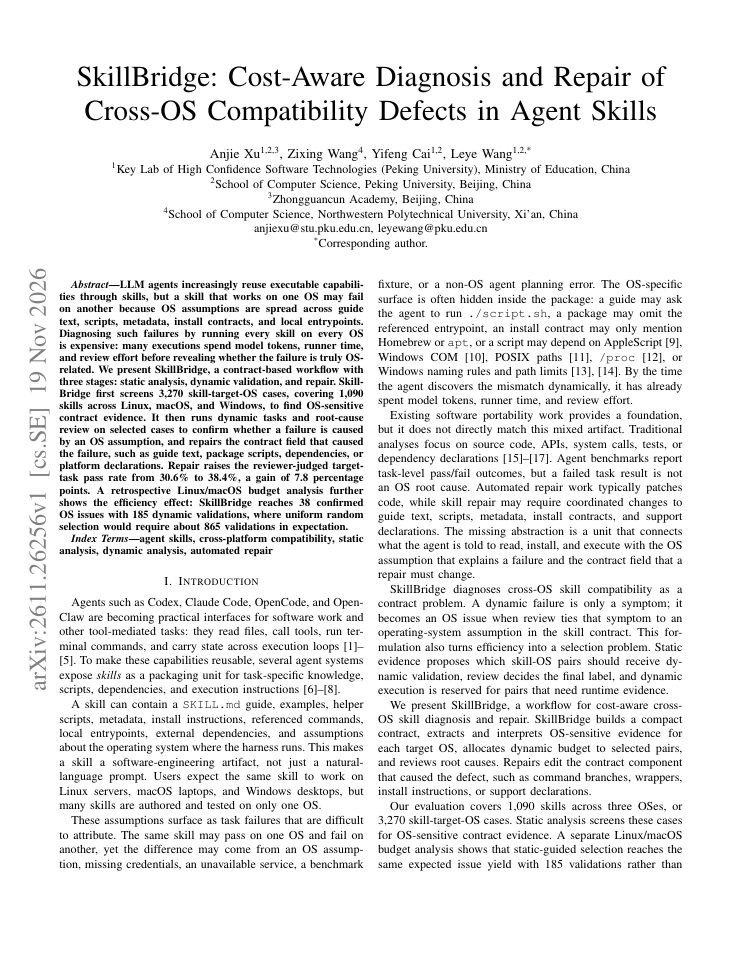 SkillBridge: Cost-Aware Diagnosis and Repair of
Cross-OS Compatibility Defects in Agent Skills
Anjie Xu1,2,3, Zixing Wang4, Yifeng Cai1,2, Leye Wang1,2,*
1Key Lab of High Confidence Software Technologies (Peking University), Ministry of Education, China
2School of Computer Science, Peking University, Beijing, China
3Zhongguancun Academy, Beijing, China
4School of Computer Science, Northwestern Polytechnical University, Xi'an, China
anjiexu@stu.pku.edu.cn, leyewang@pku.edu.cn
*Corresponding author.
arXiv:2611.26256v1 [cs.SE] 19 Nov 2026
Abstract—LLM agents increasingly reuse executable capabili-
ties through skills, but a skill that works on one OS may fail
on another because OS assumptions are spread across guide
text, scripts, metadata, install contracts, and local entrypoints.
Diagnosing such failures by running every skill on every OS
is expensive: many executions spend model tokens, runner time,
and review effort before revealing whether the failure is truly OS-
related. We present SkillBridge, a contract-based workflow with
three stages: static analysis, dynamic validation, and repair. Skill-
Bridge first screens 3,270 skill-target-OS cases, covering 1,090
skills across Linux, macOS, and Windows, to find OS-sensitive
contract evidence. It then runs dynamic tasks and root-cause
review on selected cases to confirm whether a failure is caused
by an OS assumption, and repairs the contract field that caused
the failure, such as guide text, package scripts, dependencies, or
platform declarations. Repair raises the reviewer-judged target-
task pass rate from 30.6% to 38.4%, a gain of 7.8 percentage
points. A retrospective Linux/macOS budget analysis further
shows the efficiency effect: SkillBridge reaches 38 confirmed
OS issues with 185 dynamic validations, where uniform random
selection would require about 865 validations in expectation.
Index Terms—agent skills, cross-platform compatibility, static
analysis, dynamic analysis, automated repair
I. INTRODUCTION
Agents such as Codex, Claude Code, OpenCode, and Open-
Claw are becoming practical interfaces for software work and
other tool-mediated tasks: they read files, call tools, run ter-
minal commands, and carry state across execution loops [1]–
[5]. To make these capabilities reusable, several agent systems
expose skills as a packaging unit for task-specific knowledge,
scripts, dependencies, and execution instructions [6]–[8].
A skill can contain a SKILL.md guide, examples, helper
scripts, metadata, install instructions, referenced commands,
local entrypoints, external dependencies, and assumptions
about the operating system where the harness runs. This makes
a skill a software-engineering artifact, not just a natural-
language prompt. Users expect the same skill to work on
Linux servers, macOS laptops, and Windows desktops, but
many skills are authored and tested on only one OS.
These assumptions surface as task failures that are difficult
to attribute. The same skill may pass on one OS and fail on
another, yet the difference may come from an OS assump-
tion, missing credentials, an unavailable service, a benchmark
fixture, or a non-OS agent planning error. The OS-specific
surface is often hidden inside the package: a guide may ask
the agent to run ./script.sh, a package may omit the
referenced entrypoint, an install contract may only mention
Homebrew or apt, or a script may depend on AppleScript [9],
Windows COM [10], POSIX paths [11], /proc [12], or
Windows naming rules and path limits [13], [14]. By the time
the agent discovers the mismatch dynamically, it has already
spent model tokens, runner time, and review effort.
Existing software portability work provides a foundation,
but it does not directly match this mixed artifact. Traditional
analyses focus on source code, APIs, system calls, tests, or
dependency declarations [15]–[17]. Agent benchmarks report
task-level pass/fail outcomes, but a failed task result is not
an OS root cause. Automated repair work typically patches
code, while skill repair may require coordinated changes to
guide text, scripts, metadata, install contracts, and support
declarations. The missing abstraction is a unit that connects
what the agent is told to read, install, and execute with the OS
assumption that explains a failure and the contract field that a
repair must change.
SkillBridge diagnoses cross-OS skill compatibility as a
contract problem. A dynamic failure is only a symptom; it
becomes an OS issue when review ties that symptom to an
operating-system assumption in the skill contract. This for-
mulation also turns efficiency into a selection problem. Static
evidence proposes which skill-OS pairs should receive dy-
namic validation, review decides the final label, and dynamic
execution is reserved for pairs that need runtime evidence.
We present SkillBridge, a workflow for cost-aware cross-
OS skill diagnosis and repair. SkillBridge builds a compact
contract, extracts and interprets OS-sensitive evidence for
each target OS, allocates dynamic budget to selected pairs,
and reviews root causes. Repairs edit the contract component
that caused the defect, such as command branches, wrappers,
install instructions, or support declarations.
Our evaluation covers 1,090 skills across three OSes, or
3,270 skill-target-OS cases. Static analysis screens these cases
for OS-sensitive contract evidence. A separate Linux/macOS
budget analysis shows that static-guided selection reaches the
same expected issue yield with 185 validations rather than